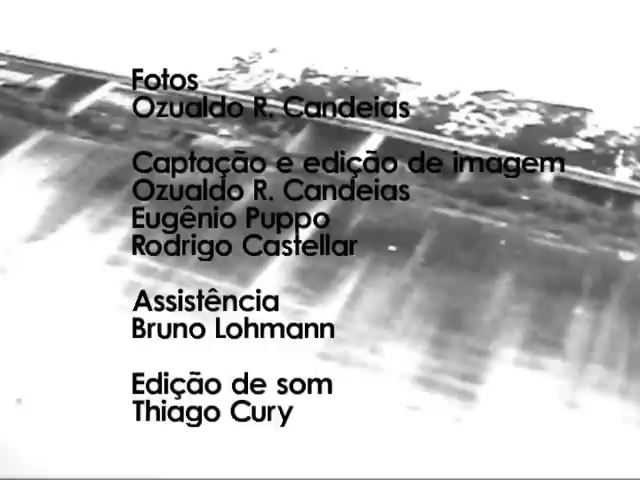 Fotos
Ozualdo R. Candeias
Captação e edição de imagem
Ozualdo R. Candeias
Eugênio Puppo
Rodrigo Castellar
Assistência
Bruno Lohmann
Edição de som
Thiago Cury